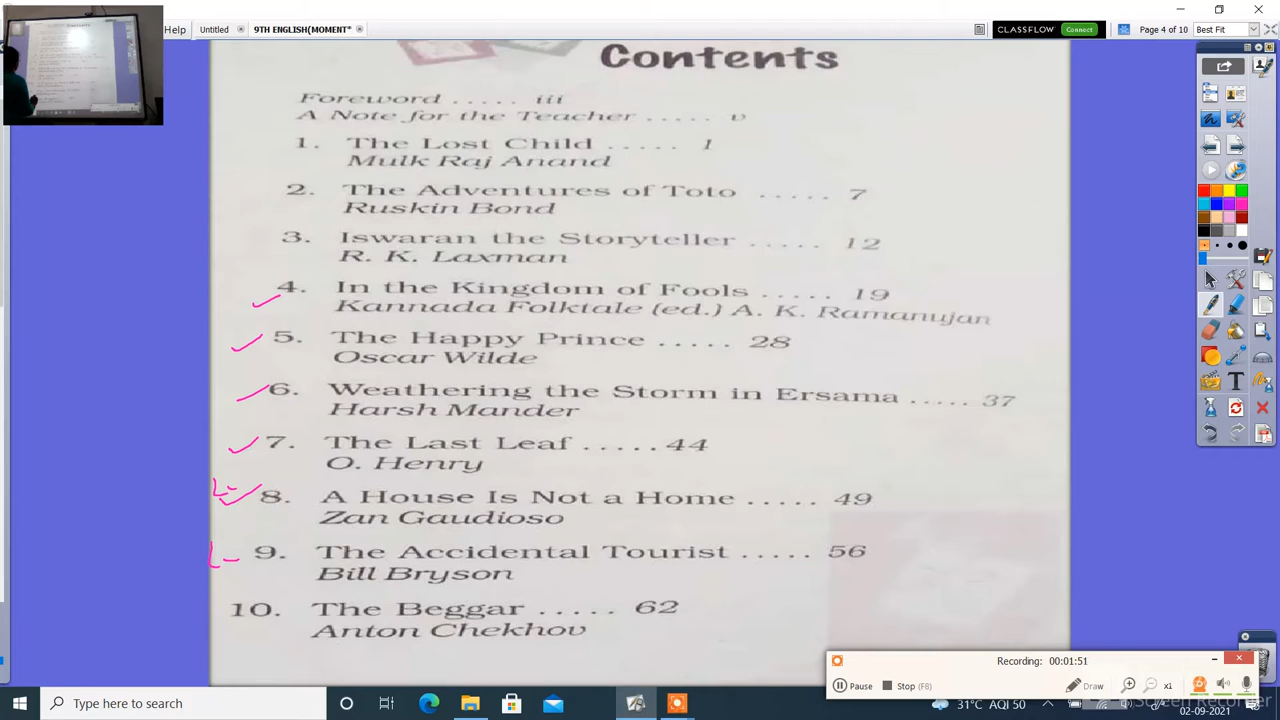 Help
Untitled
9TH ENGLISH(MOMENT*
CLASSFLOW
Connect
Page 4 of 10
Best Fit
Contents
Foreword ..... iii
A Note for the Teacher ..... v
1. The Lost Child ..... 1
Mulk Raj Anand
2. The Adventures of Toto ..... 7
Ruskin Bond
3. Iswaran the Storyteller ..... 12
R. K. Laxman
4. In the Kingdom of Fools ..... 19
Kannada Folktale (ed.) A. K. Ramanujan
5. The Happy Prince ..... 28
Oscar Wilde
6. Weathering the Storm in Ersama ..... 37
Harsh Mander
7. The Last Leaf ..... 44
O. Henry
L- 8. A House Is Not a Home ..... 49
Zan Gaudioso
L- 9. The Accidental Tourist ..... 56
Bill Bryson
10. The Beggar ..... 62
Anton Chekhov
Recording: 00:01:51
Pause
Stop (F8)
Draw
x1
Type here to search
31°C AQI 50
02-09-2021